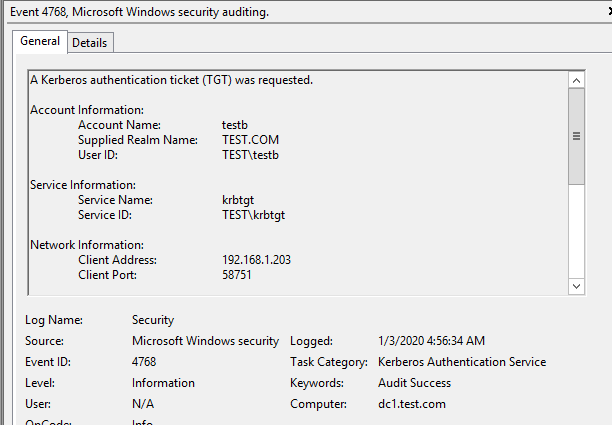 Event 4768, Microsoft Windows security auditing.
General Details
A Kerberos authentication ticket (TGT) was requested.
Account Information:
Account Name: testb
Supplied Realm Name: TEST.COM
User ID: TEST\testb
Service Information:
Service Name: krbtgt
Service ID: TEST\krbtgt
Network Information:
Client Address: 192.168.1.203
Client Port: 58751
Log Name: Security
Source: Microsoft Windows security Logged: 1/3/2020 4:56:34 AM
Event ID: 4768 Task Category: Kerberos Authentication Service
Level: Information Keywords: Audit Success
User: N/A Computer: dc1.test.com
OpCode: Info